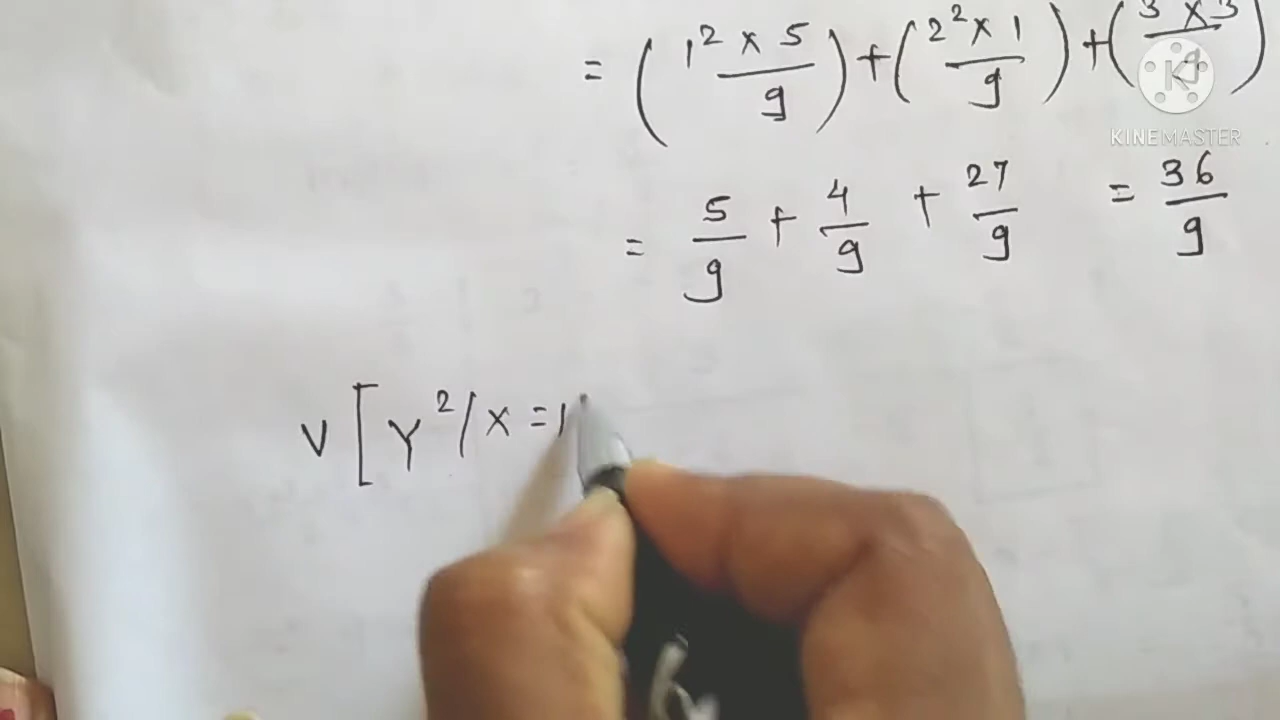 = (1² × 5 / 9) + (2² × 1 / 9) + (3 × 3 / 9)
KINEMASTER
= 5/9 + 4/9 + 27/9 = 36/9
V [ Y² / X = 1